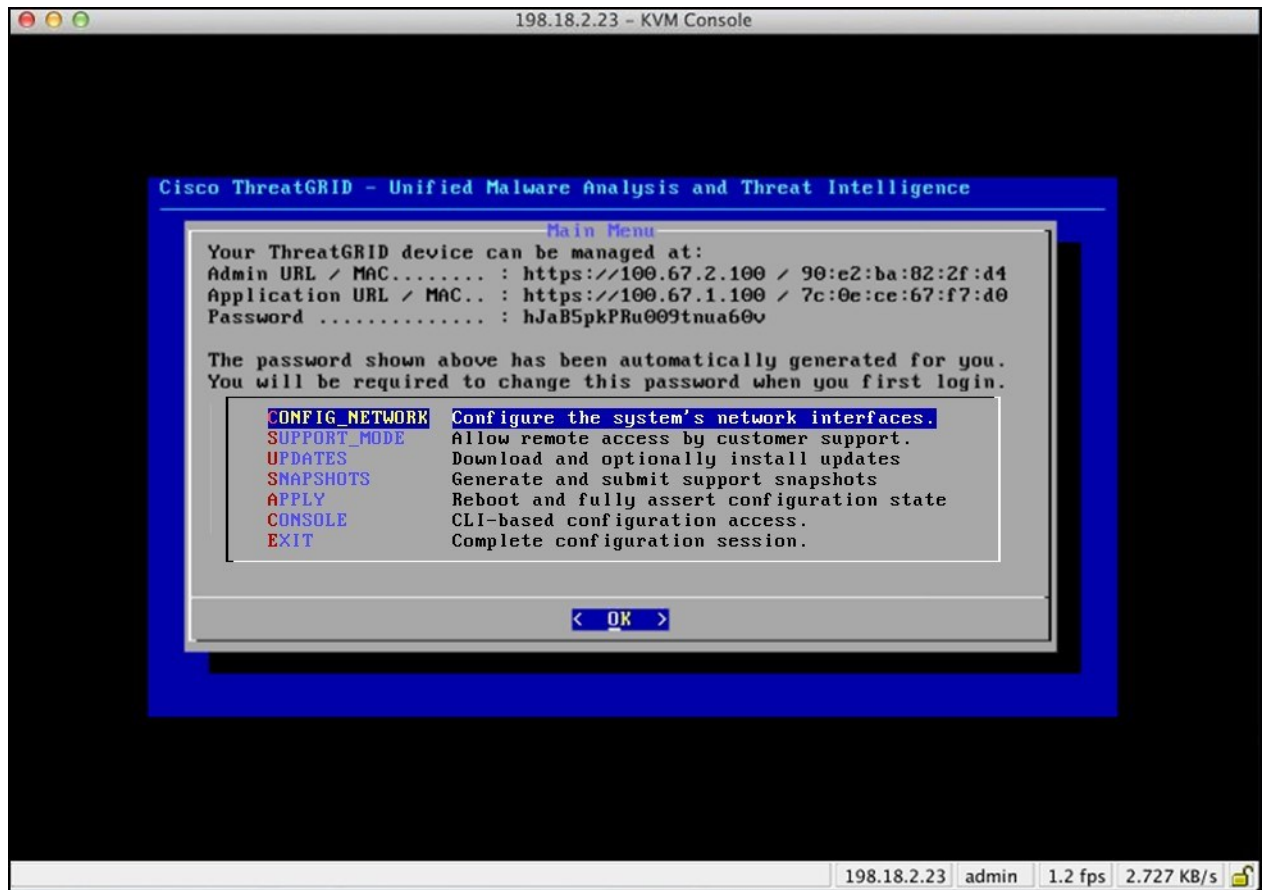 198.18.2.23 – KVM Console
Cisco ThreatGRID - Unified Malware Analysis and Threat Intelligence
Main Menu
Your ThreatGRID device can be managed at:
Admin URL / MAC........ : https://100.67.2.100 / 90:e2:ba:82:2f:d4
Application URL / MAC.. : https://100.67.1.100 / 7c:0e:ce:67:f7:d0
Password .............. : hJaB5pkPRu009tnua60v
The password shown above has been automatically generated for you.
You will be required to change this password when you first login.
CONFIG_NETWORK Configure the system's network interfaces.
SUPPORT_MODE Allow remote access by customer support.
UPDATES Download and optionally install updates
SNAPSHOTS Generate and submit support snapshots
APPLY Reboot and fully assert configuration state
CONSOLE CLI-based configuration access.
EXIT Complete configuration session.
< OK >
198.18.2.23 admin 1.2 fps 2.727 KB/s